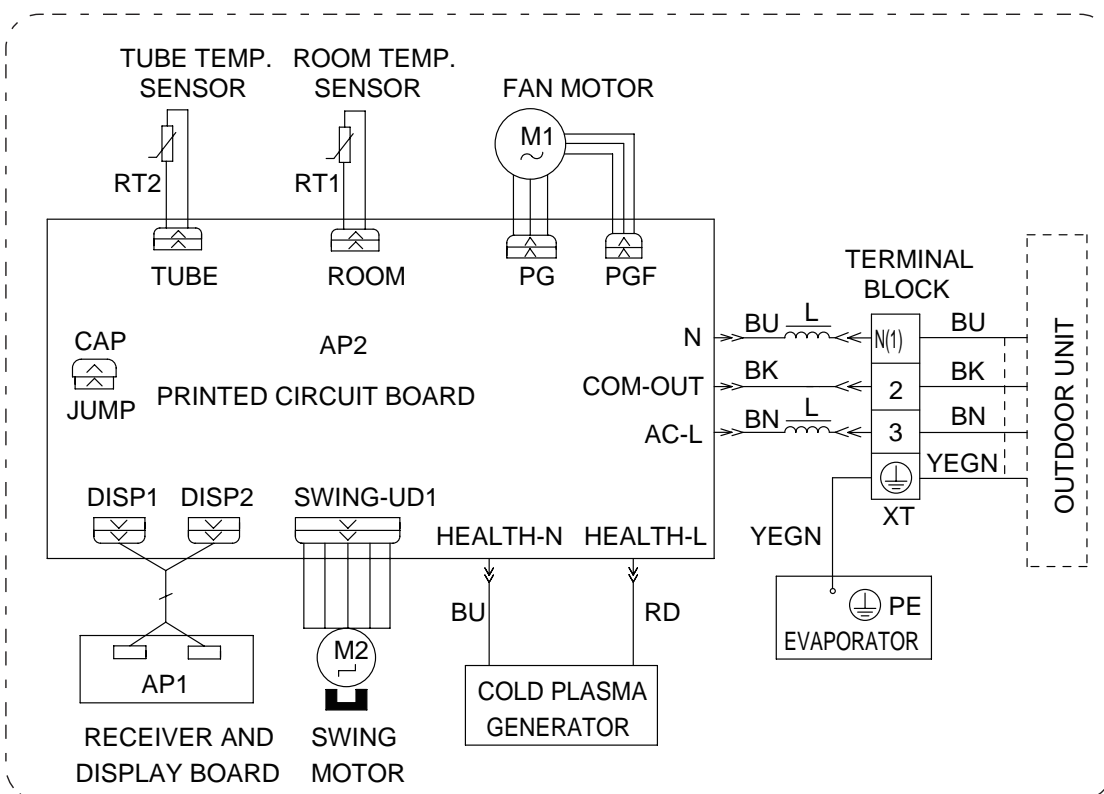 TUBE TEMP.
SENSOR
ROOM TEMP.
SENSOR
FAN MOTOR
M1
RT2
RT1
TUBE
ROOM
PG
PGF
TERMINAL
BLOCK
CAP
JUMP
AP2
PRINTED CIRCUIT BOARD
N
BU
L
N(1)
BU
COM-OUT
BK
2
BK
AC-L
BN
L
3
BN
YEGN
XT
OUTDOOR UNIT
DISP1
DISP2
SWING-UD1
HEALTH-N
HEALTH-L
YEGN
BU
RD
PE
EVAPORATOR
M2
AP1
COLD PLASMA
GENERATOR
RECEIVER AND
DISPLAY BOARD
SWING
MOTOR